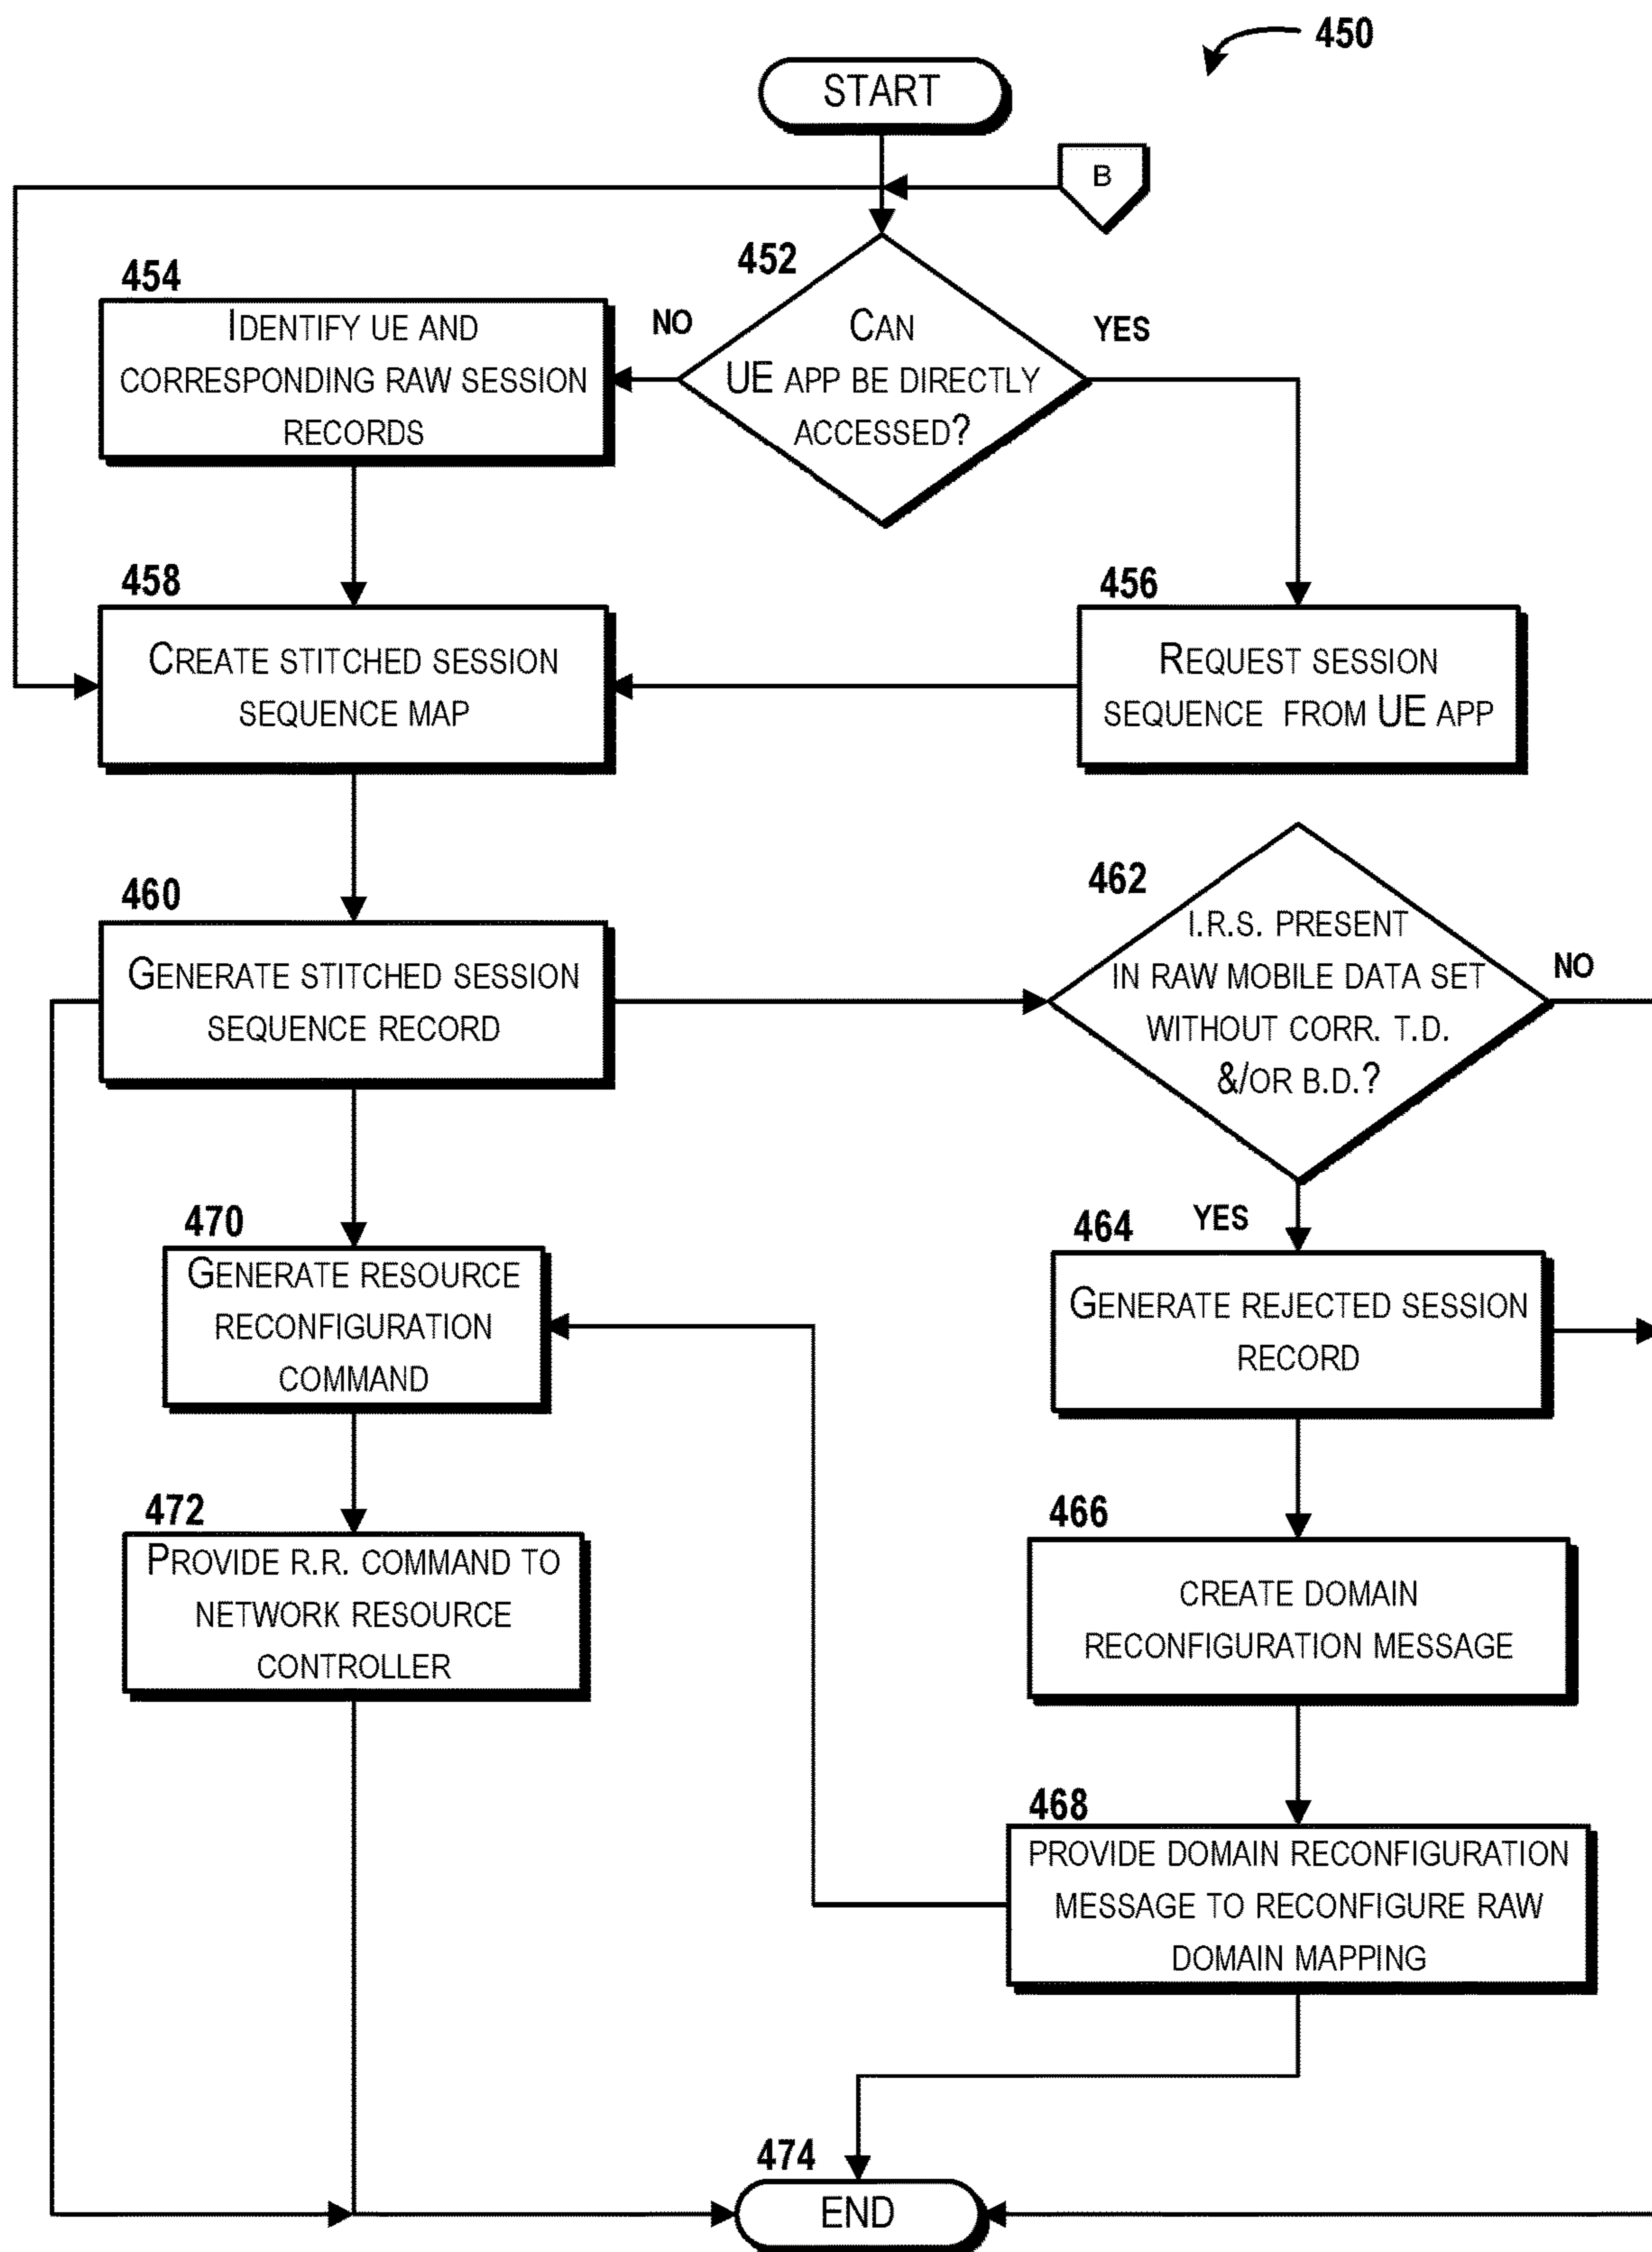 450
START
B
452
CAN
UE APP BE DIRECTLY
ACCESSED?
NO
YES
454
IDENTIFY UE AND
CORRESPONDING RAW SESSION
RECORDS
458
CREATE STITCHED SESSION
SEQUENCE MAP
456
REQUEST SESSION
SEQUENCE FROM UE APP
460
GENERATE STITCHED SESSION
SEQUENCE RECORD
462
I.R.S. PRESENT
IN RAW MOBILE DATA SET
WITHOUT CORR. T.D.
&/OR B.D.?
NO
YES
470
GENERATE RESOURCE
RECONFIGURATION
COMMAND
464
GENERATE REJECTED SESSION
RECORD
472
PROVIDE R.R. COMMAND TO
NETWORK RESOURCE
CONTROLLER
466
CREATE DOMAIN
RECONFIGURATION MESSAGE
468
PROVIDE DOMAIN RECONFIGURATION
MESSAGE TO RECONFIGURE RAW
DOMAIN MAPPING
474
END